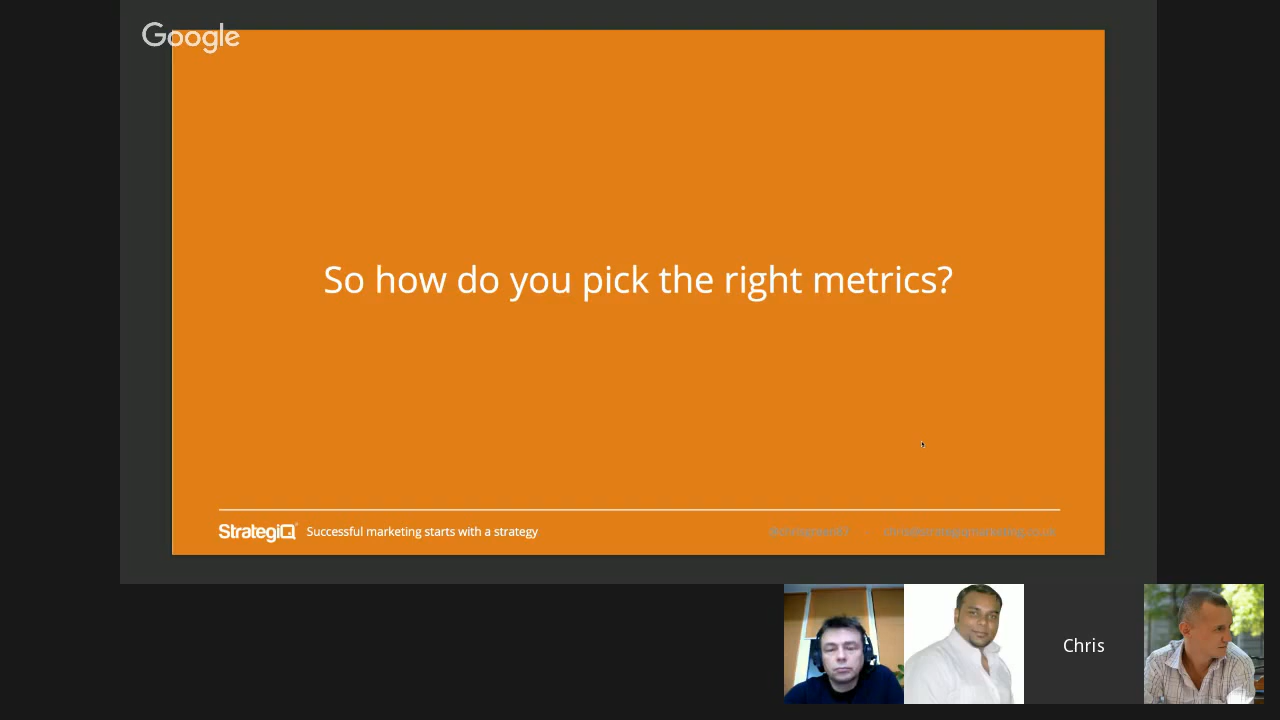 Google
So how do you pick the right metrics?
StrategiQ Successful marketing starts with a strategy
Chris